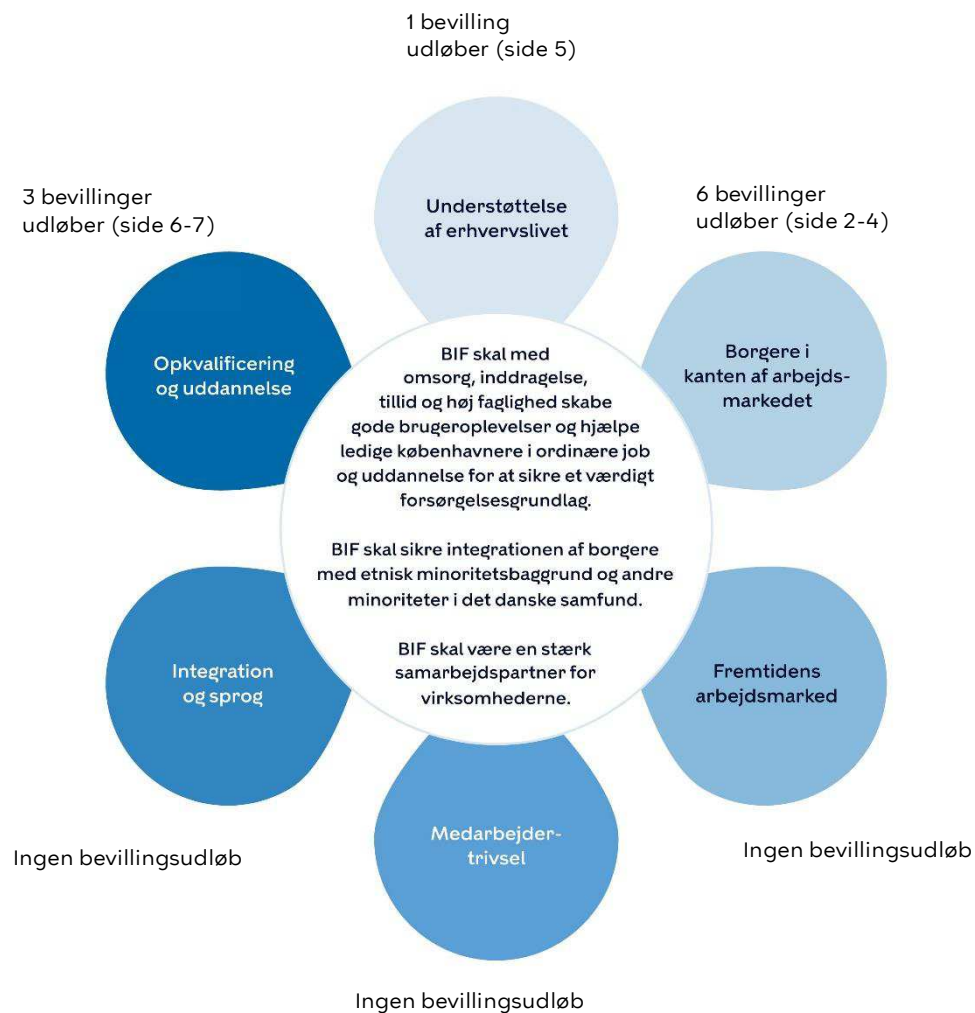 1 bevilling
udløber (side 5)
Understøttelse
af erhvervslivet
3 bevillinger
udløber (side 6-7)
6 bevillinger
udløber (side 2-4)
Opkvalificering
og uddannelse
Borgere i
kanten af arbejds-
markedet
BIF skal med
omsorg, inddragelse,
tillid og høj faglighed skabe
gode brugeroplevelser og hjælpe
ledige københavnere i ordinære job
og uddannelse for at sikre et værdigt
forsørgelsesgrundlag.
BIF skal sikre integrationen af borgere
med etnisk minoritetsbaggrund og andre
minoriteter i det danske samfund.
BIF skal være en stærk
samarbejdspartner for
virksomhederne.
Integration
og sprog
Fremtidens
arbejdsmarked
Medarbejder-
trivsel
Ingen bevillingsudløb
Ingen bevillingsudløb
Ingen bevillingsudløb